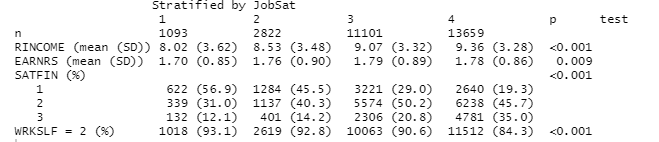 Stratified by JobSat
1 2 3 4 p test
n 1093 2822 11101 13659
RINCOME (mean (SD)) 8.02 (3.62) 8.53 (3.48) 9.07 (3.32) 9.36 (3.28) <0.001
EARNRS (mean (SD)) 1.70 (0.85) 1.76 (0.90) 1.79 (0.89) 1.78 (0.86) 0.009
SATFIN (%) <0.001
1 622 (56.9) 1284 (45.5) 3221 (29.0) 2640 (19.3)
2 339 (31.0) 1137 (40.3) 5574 (50.2) 6238 (45.7)
3 132 (12.1) 401 (14.2) 2306 (20.8) 4781 (35.0)
WRKSLF = 2 (%) 1018 (93.1) 2619 (92.8) 10063 (90.6) 11512 (84.3) <0.001